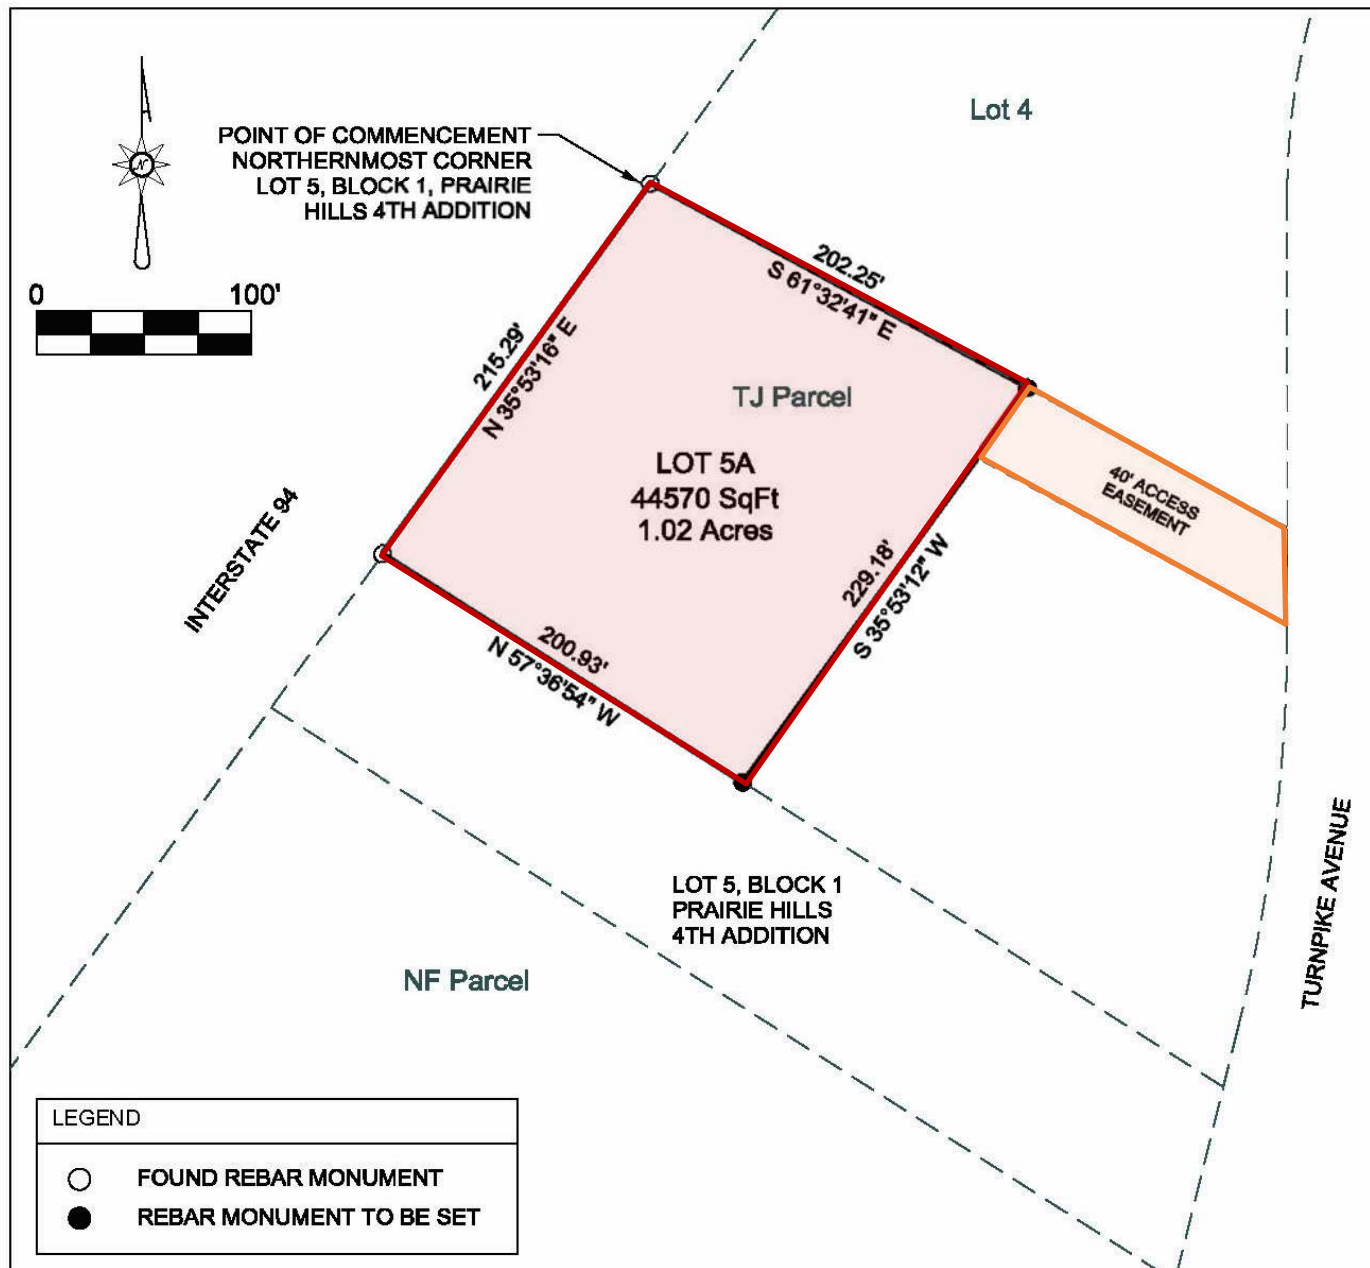 Lot 4
POINT OF COMMENCEMENT
NORTHERNMOST CORNER
LOT 5, BLOCK 1, PRAIRIE
HILLS 4TH ADDITION
N
0 100'
202.25'
S 61°32'41" E
215.29'
N 35°53'16" E
TJ Parcel
LOT 5A
44570 SqFt
1.02 Acres
40' ACCESS
EASEMENT
INTERSTATE 94
229.18'
S 35°53'12" W
200.93'
N 57°36'54" W
LOT 5, BLOCK 1
PRAIRIE HILLS
4TH ADDITION
TURNPIKE AVENUE
NF Parcel
LEGEND
FOUND REBAR MONUMENT
REBAR MONUMENT TO BE SET